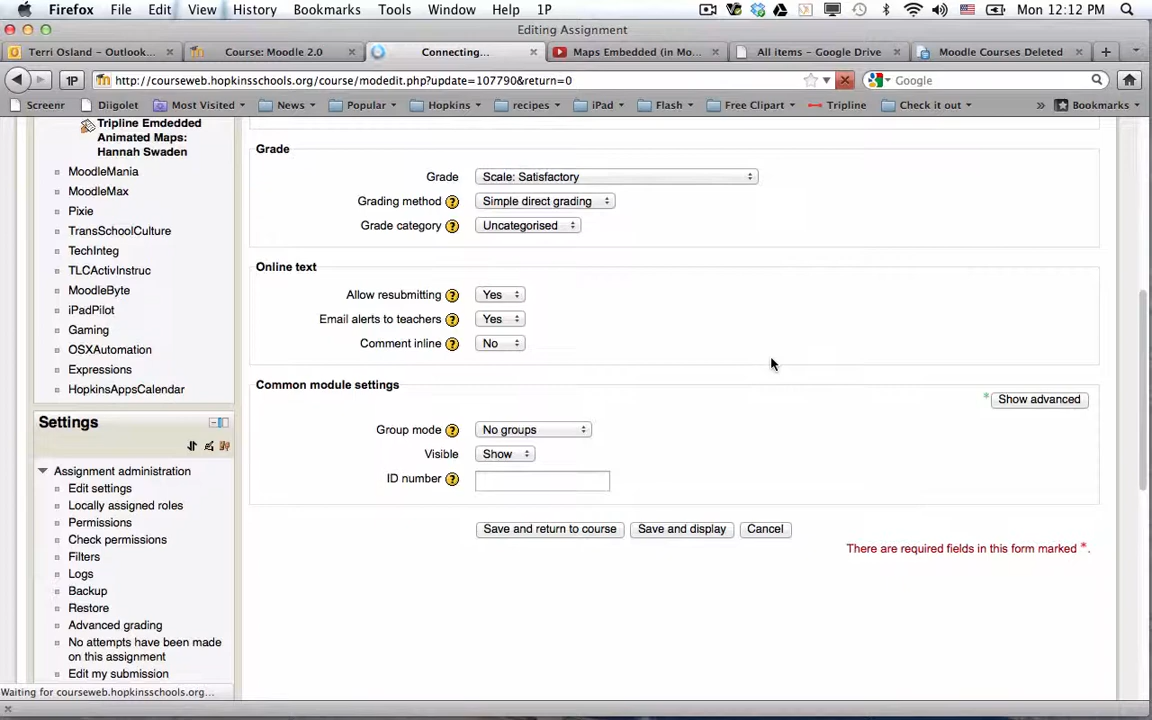 Firefox File Edit View History Bookmarks Tools Window Help 1P Mon 12:12 PM
Editing Assignment
Terri Osland – Outlook... Course: Moodle 2.0 Connecting... Maps Embedded (in Mo... All items – Google Drive Moodle Courses Deleted
1P http://courseweb.hopkinsschools.org/course/modedit.php?update=107790&return=0 Google
Screenr Diigolet Most Visited News Popular Hopkins recipes iPad Flash Free Clipart Tripline Check it out » Bookmarks
Tripline Emdedded
Animated Maps:
Hannah Swaden
MoodleMania
MoodleMax
Pixie
TransSchoolCulture
TechInteg
TLCActivInstruc
MoodleByte
iPadPilot
Gaming
OSXAutomation
Expressions
HopkinsAppsCalendar
Settings
Assignment administration
Edit settings
Locally assigned roles
Permissions
Check permissions
Filters
Logs
Backup
Restore
Advanced grading
No attempts have been made
on this assignment
Edit my submission
Grade
Grade Scale: Satisfactory
Grading method Simple direct grading
Grade category Uncategorised
Online text
Allow resubmitting Yes
Email alerts to teachers Yes
Comment inline No
Common module settings
* Show advanced
Group mode No groups
Visible Show
ID number
Save and return to course Save and display Cancel
There are required fields in this form marked * .
Waiting for courseweb.hopkinsschools.org...